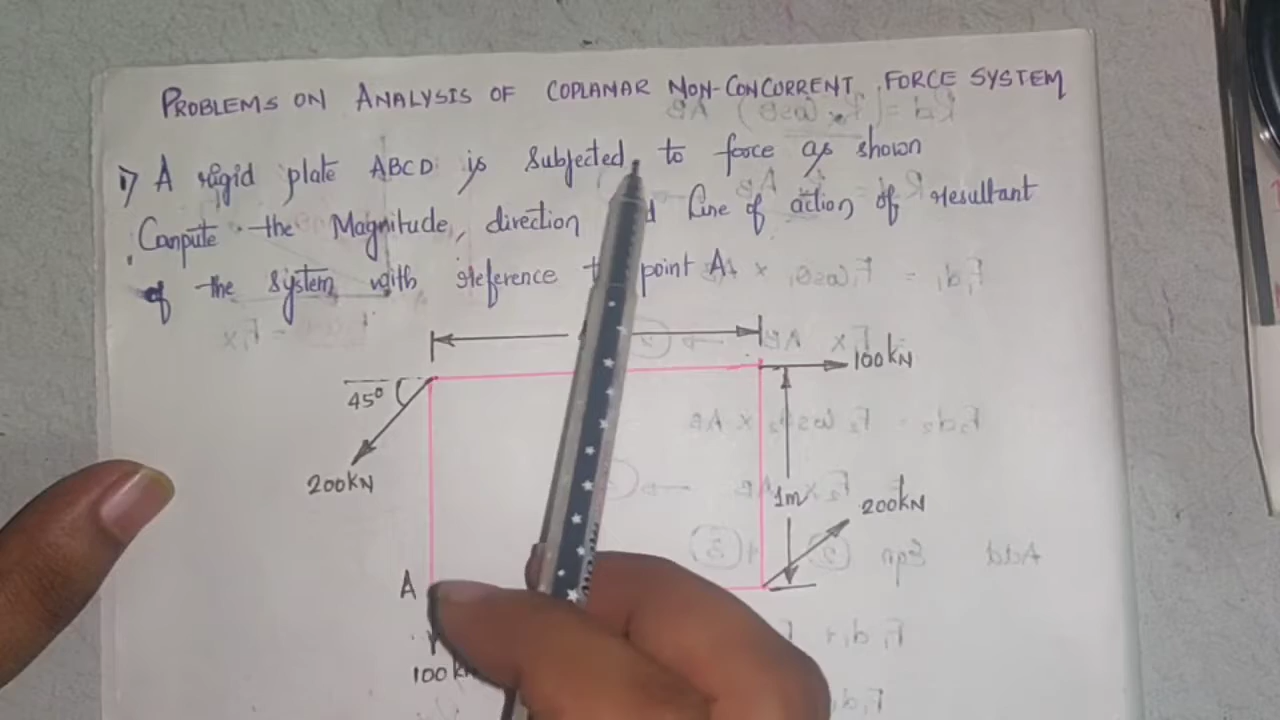 PROBLEMS ON ANALYSIS OF COPLANAR NON-CONCURRENT FORCE SYSTEM
1) A rigid plate ABCD is subjected to force as shown
Compute the Magnitude, direction line of action of resultant
of the system with reference point A.
100kN
45°
200kN
1m
200kN
A
100k